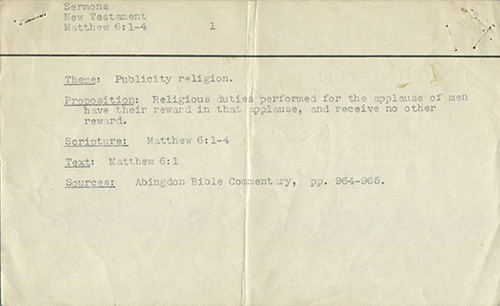 Sermons
New Testament
Matthew 6:1-4 1
Theme: Publicity religion.
Proposition: Religious duties performed for the applause of men
have their reward in that applause, and receive no other
reward.
Scripture: Matthew 6:1-4
Text: Matthew 6:1
Sources: Abingdon Bible Commentary, pp. 964-965.